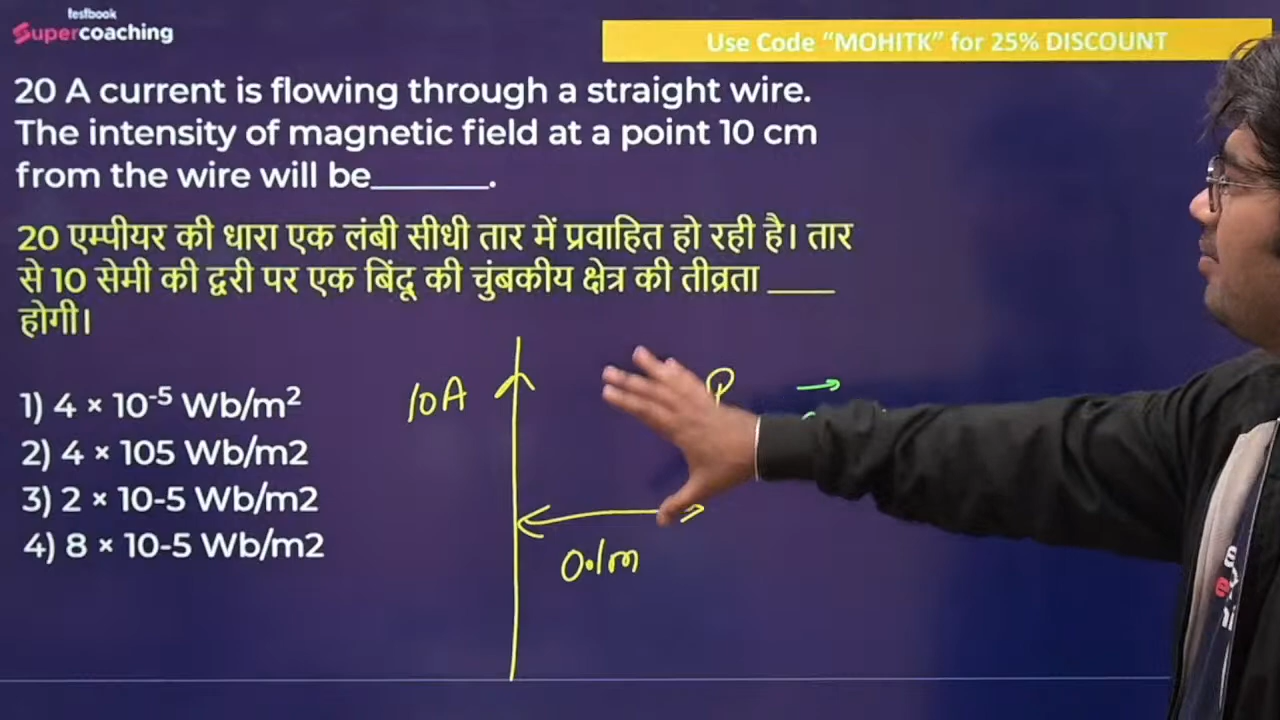 testbook
Supercoaching
Use Code “MOHITK” for 25% DISCOUNT
20 A current is flowing through a straight wire.
The intensity of magnetic field at a point 10 cm
from the wire will be______.
20 एम्पीयर की धारा एक लंबी सीधी तार में प्रवाहित हो रही है। तार
से 10 सेमी की द्वरी पर एक बिंदू की चुंबकीय क्षेत्र की तीव्रता ____
होगी।
1) 4 × 10⁻⁵ Wb/m²
2) 4 × 105 Wb/m2
3) 2 × 10-5 Wb/m2
4) 8 × 10-5 Wb/m2
10A
P
0.1m